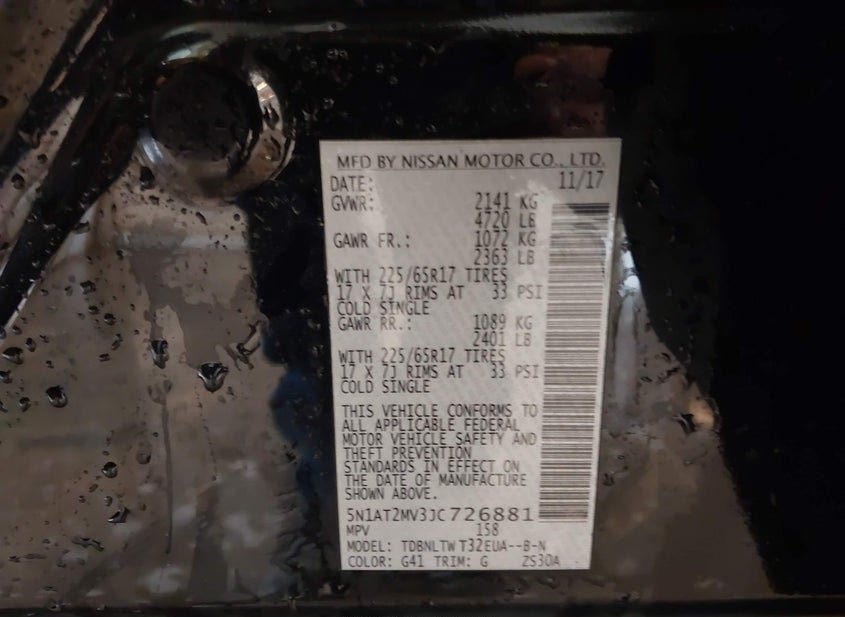 MFD BY NISSAN MOTOR CO., LTD.
DATE: 11/17
GVWR: 2141 KG
4720 LB
GAWR FR.: 1072 KG
2363 LB
WITH 225/65R17 TIRES
17 X 7J RIMS AT 33 PSI
COLD SINGLE
GAWR RR.: 1089 KG
2401 LB
WITH 225/65R17 TIRES
17 X 7J RIMS AT 33 PSI
COLD SINGLE
THIS VEHICLE CONFORMS TO
ALL APPLICABLE FEDERAL
MOTOR VEHICLE SAFETY AND
THEFT PREVENTION
STANDARDS IN EFFECT ON
THE DATE OF MANUFACTURE
SHOWN ABOVE.
5N1AT2MV3JC726881
MPV 158
MODEL: TDBNLTW T32EUA--B-N
COLOR: G41 TRIM: G ZS30A